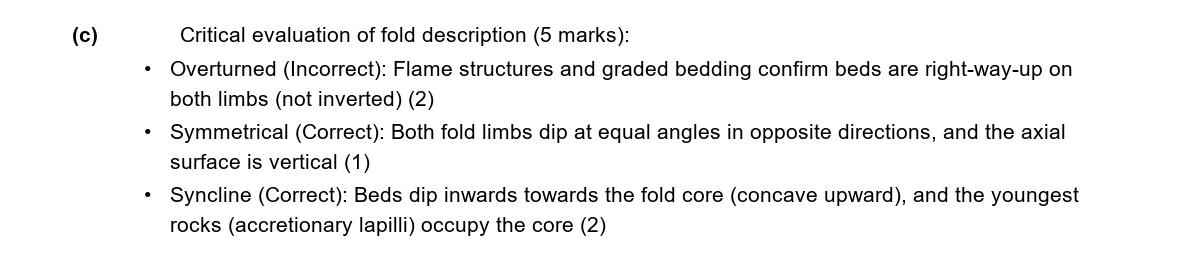 (c) Critical evaluation of fold description (5 marks):
• Overturned (Incorrect): Flame structures and graded bedding confirm beds are right-way-up on
both limbs (not inverted) (2)
• Symmetrical (Correct): Both fold limbs dip at equal angles in opposite directions, and the axial
surface is vertical (1)
• Syncline (Correct): Beds dip inwards towards the fold core (concave upward), and the youngest
rocks (accretionary lapilli) occupy the core (2)